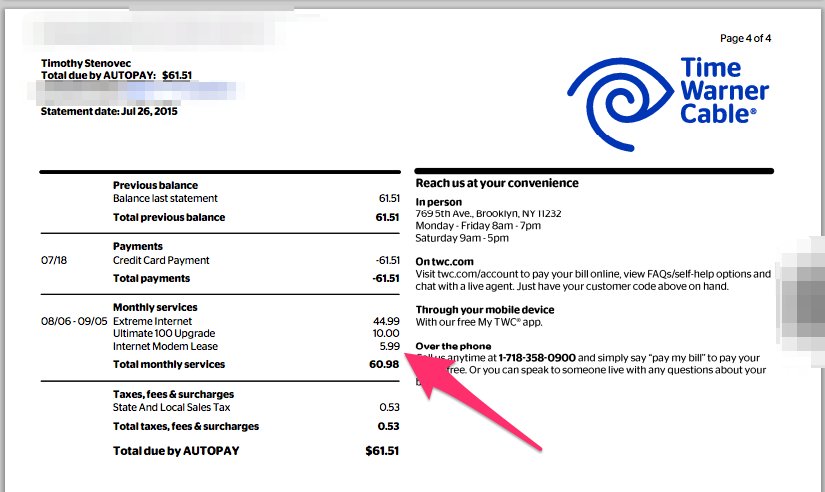 Page 4 of 4
Timothy Stenovec
Total due by AUTOPAY: $61.51
Statement date: Jul 26, 2015
Time
Warner
Cable®
Previous balance
Balance last statement 61.51
Total previous balance 61.51
Payments
07/18 Credit Card Payment -61.51
Total payments -61.51
Monthly services
08/06 - 09/05 Extreme Internet 44.99
Ultimate 100 Upgrade 10.00
Internet Modem Lease 5.99
Total monthly services 60.98
Taxes, fees & surcharges
State And Local Sales Tax 0.53
Total taxes, fees & surcharges 0.53
Total due by AUTOPAY $61.51
Reach us at your convenience
In person
769 5th Ave., Brooklyn, NY 11232
Monday - Friday 8am - 7pm
Saturday 9am - 5pm
On twc.com
Visit twc.com/account to pay your bill online, view FAQs/self-help options and
chat with a live agent. Just have your customer code above on hand.
Through your mobile device
With our free My TWC® app.
Over the phone
us anytime at 1-718-358-0900 and simply say "pay my bill" to pay your
free. Or you can speak to someone live with any questions about your